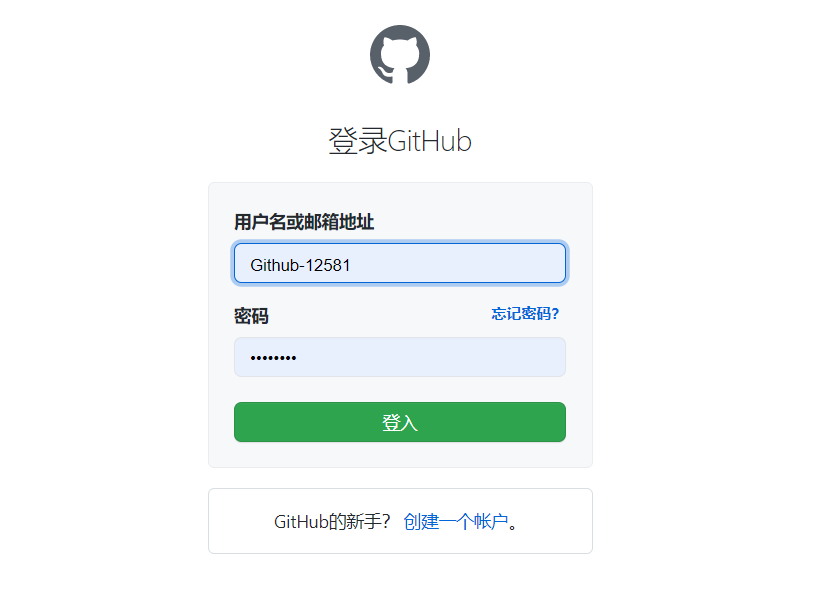 登录GitHub
用户名或邮箱地址
Github-12581
密码 忘记密码?
••••••••
登入
GitHub的新手? 创建一个帐户。